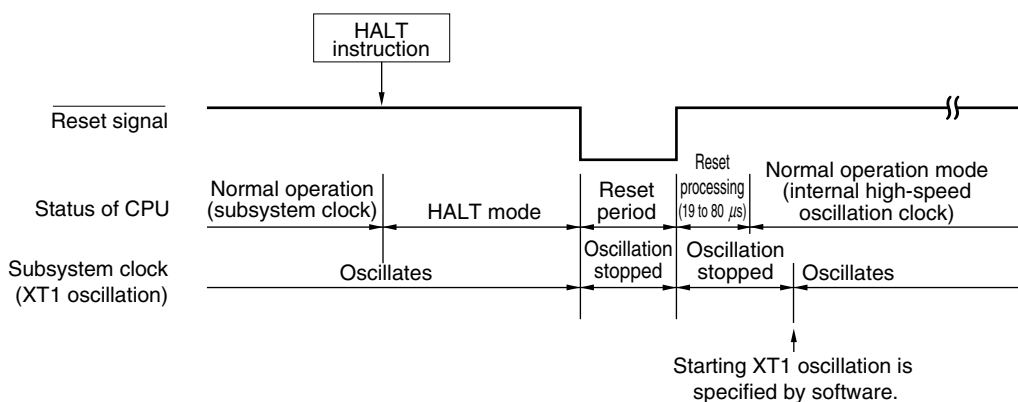 HALT
instruction
Reset signal
Status of CPU
Normal operation
(subsystem clock)
HALT mode
Reset
period
Reset
processing
(19 to 80 μs)
Normal operation mode
(internal high-speed
oscillation clock)
Subsystem clock
(XT1 oscillation)
Oscillates
Oscillation
stopped
Oscillation
stopped
Oscillates
Starting XT1 oscillation is
specified by software.